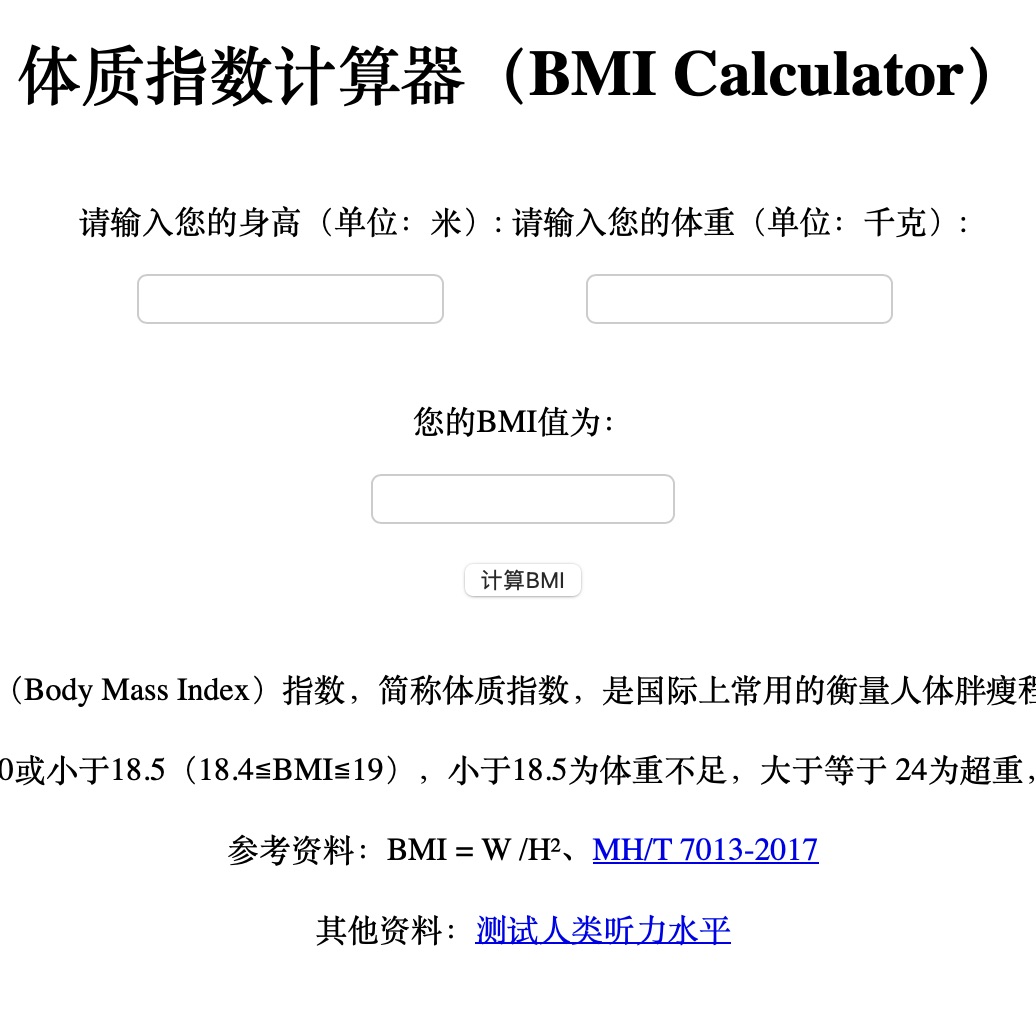 体质指数计算器（BMI Calculator）
请输入您的身高（单位：米）: 请输入您的体重（单位：千克）:
您的BMI值为：
计算BMI
（Body Mass Index）指数，简称体质指数，是国际上常用的衡量人体胖瘦程
0或小于18.5（18.4≦BMI≦19），小于18.5为体重不足，大于等于 24为超重，
参考资料：BMI = W /H²、MH/T 7013-2017
其他资料：测试人类听力水平